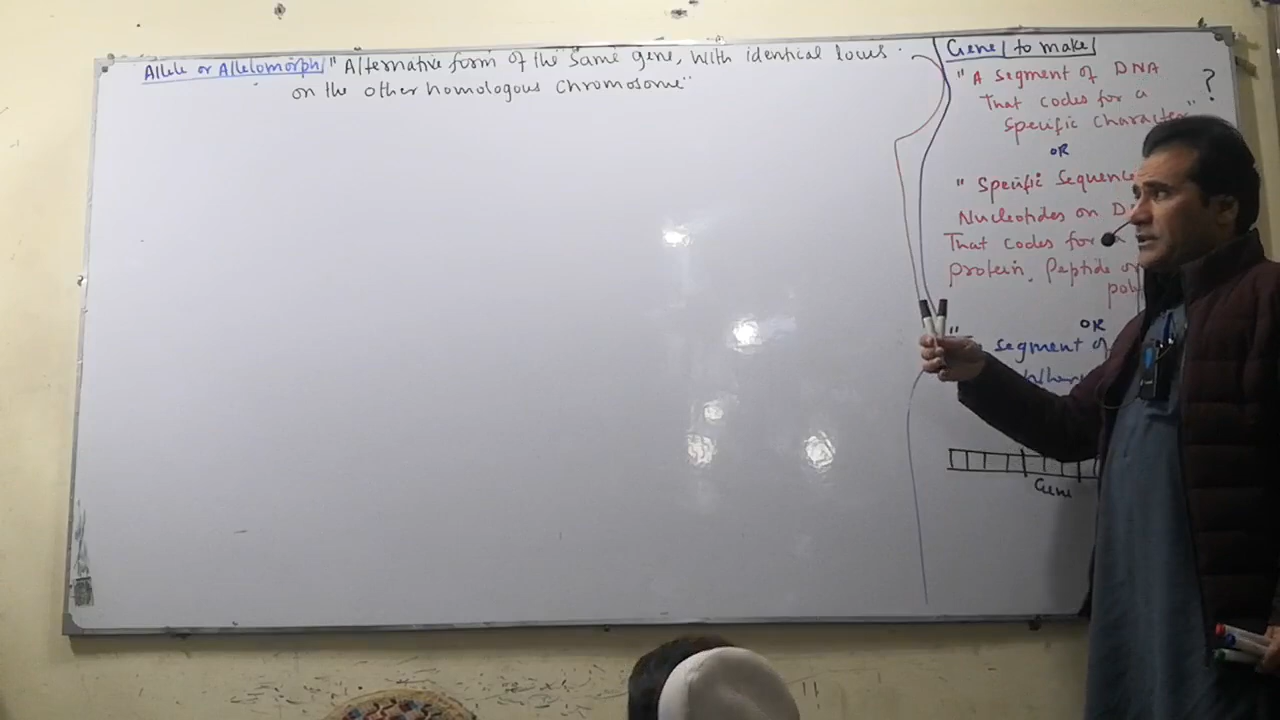 Allele or Allelomorph "Alternative form of the same gene, with identical locus
on the other homologous chromosome"
Gene to make
"A segment of DNA
That codes for a
specific character" ?
OR
"Specific Sequence
Nucleotides on
That codes for a
protein, Peptide or
OR
segment of
Gene